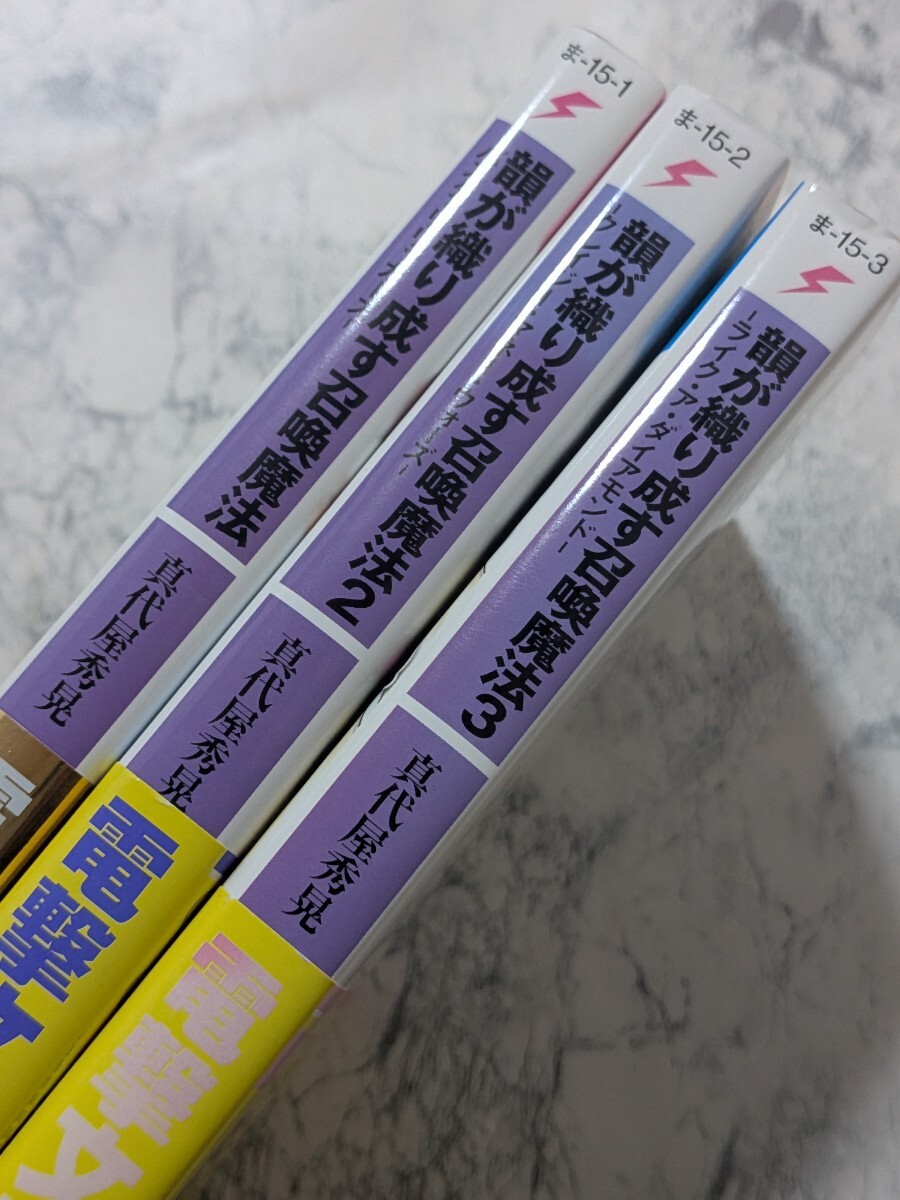 ま-15-1
韻が織り成す召喚魔法
真代屋秀晃
ま-15-2
韻が織り成す召喚魔法2
真代屋秀晃
電撃
ま-15-3
韻が織り成す召喚魔法3
-ライク・ア・ダイアモンド-
真代屋秀晃
電撃文